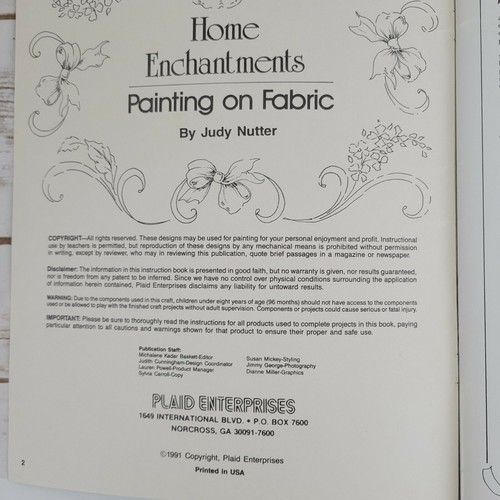 Home
Enchantments
Painting on Fabric
By Judy Nutter
COPYRIGHT—All rights reserved. These designs may be used for painting for your personal enjoyment and profit. Instructional
use by teachers is permitted, but reproduction of these designs by any mechanical means is prohibited without permission
in writing, except by reviewer, who may in reviewing this publication, quote brief passages in a magazine or newspaper.
Disclaimer: The information in this instruction book is presented in good faith, but no warranty is given, nor results guaranteed,
nor is freedom from any patent to be inferred. Since we have no control over physical conditions surrounding the application
of information herein contained, Plaid Enterprises disclaims any liability for untoward results.
WARNING: Due to the components used in this craft, children under eight years of age (96 months) should not have access to the components
used or be allowed to play with the finished craft projects without adult supervision. Components or projects could cause serious or fatal injury.
IMPORTANT: Please be sure to thoroughly read the instructions for all products used to complete projects in this book, paying
particular attention to all cautions and warnings shown for that product to ensure their proper and safe use.
Publication Staff:
Michalene Kadar Baskett-Editor
Judith Cunningham-Design Coordinator
Lauren Powell-Product Manager
Sylvia Carroll-Copy
Susan Mickey-Styling
Jimmy George-Photography
Dianne Miller-Graphics
PLAID ENTERPRISES
1649 INTERNATIONAL BLVD. • P.O. BOX 7600
NORCROSS, GA 30091-7600
©1991 Copyright, Plaid Enterprises
Printed in USA
2